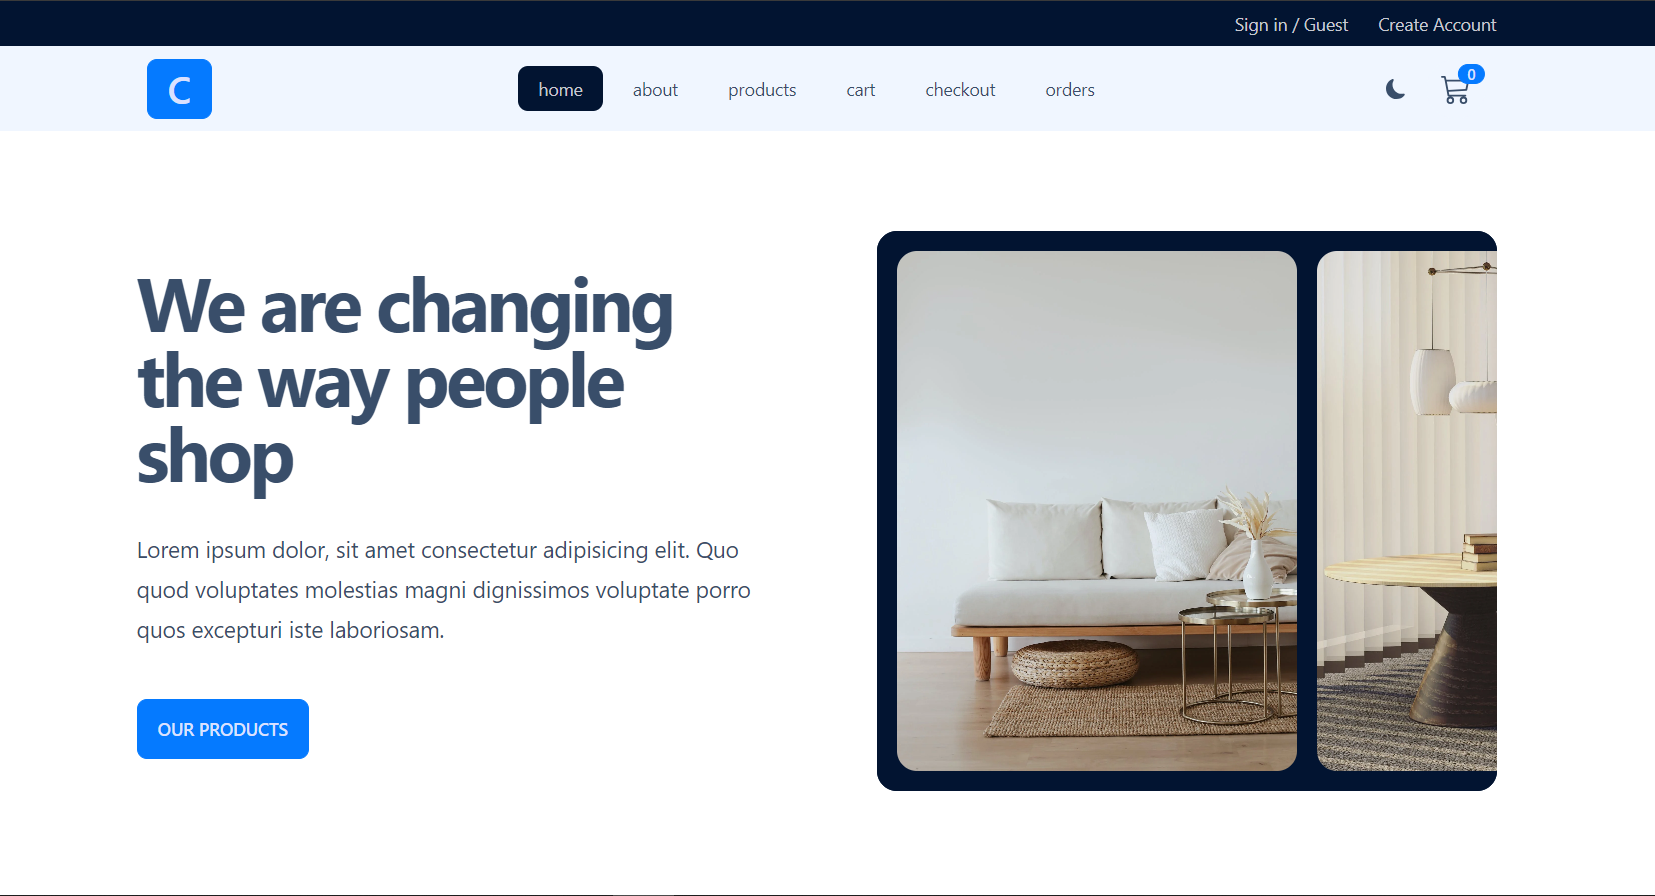 Sign in / Guest Create Account
C home about products cart checkout orders 0
We are changing
the way people
shop
Lorem ipsum dolor, sit amet consectetur adipisicing elit. Quo
quod voluptates molestias magni dignissimos voluptate porro
quos excepturi iste laboriosam.
OUR PRODUCTS